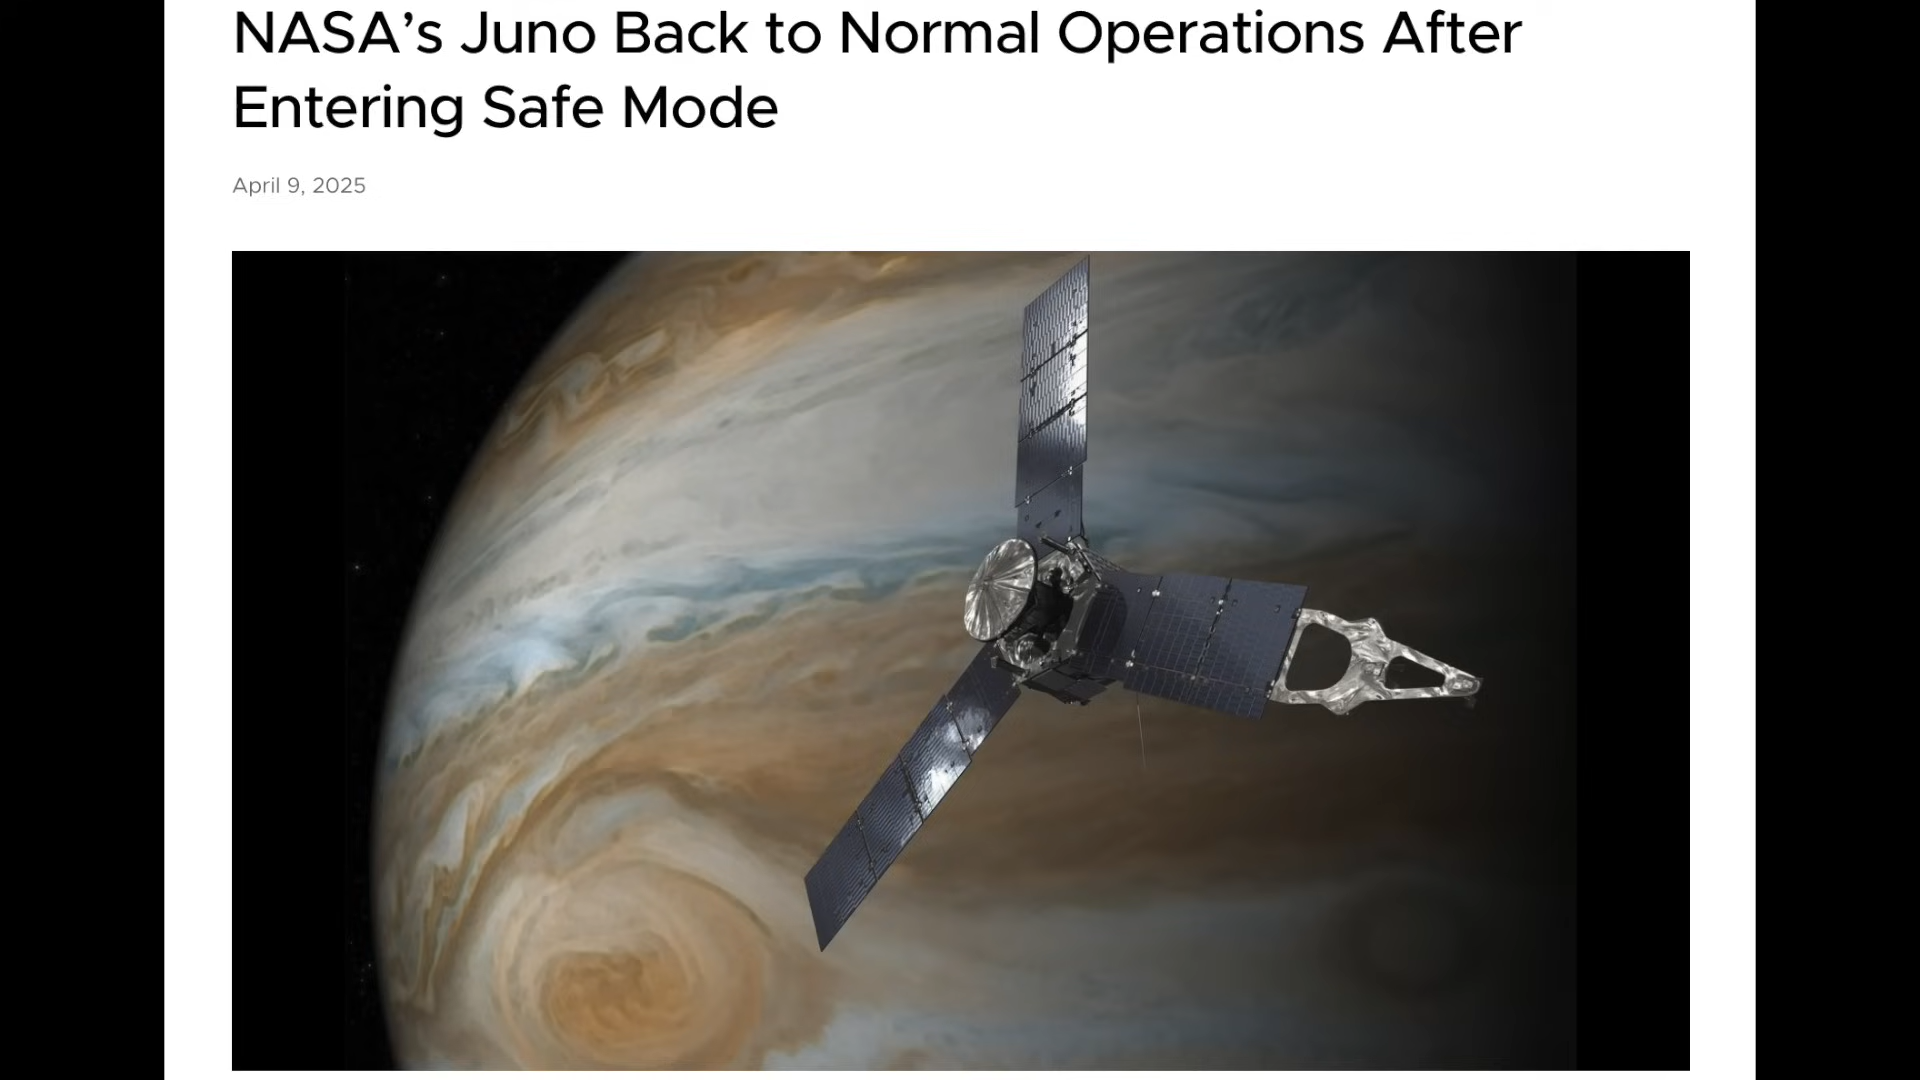 NASA’s Juno Back to Normal Operations After
Entering Safe Mode
April 9, 2025